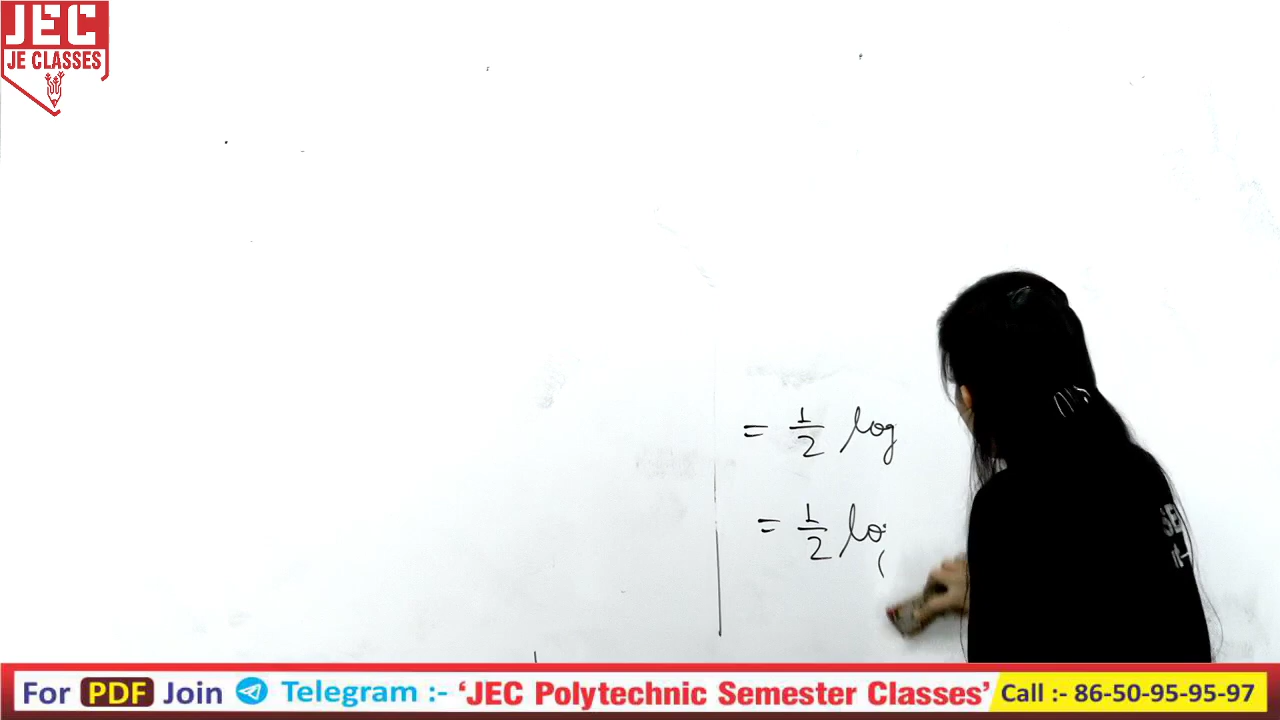 JEC
JE CLASSES
= 1/2 log
= 1/2 lo
For PDF Join Telegram :- ‘JEC Polytechnic Semester Classes’ Call :- 86-50-95-95-97